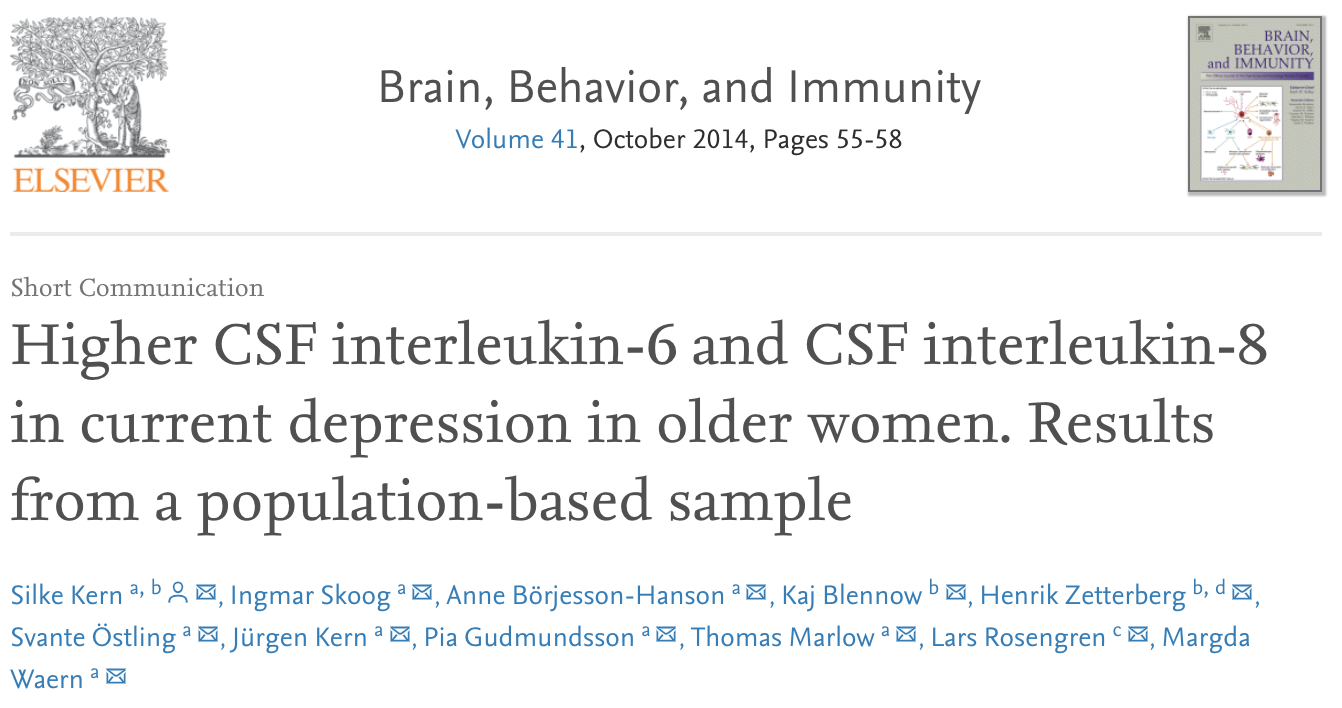 ELSEVIER
Brain, Behavior, and Immunity
Volume 41, October 2014, Pages 55-58
BRAIN,
BEHAVIOR,
and IMMUNITY
Short Communication
Higher CSF interleukin-6 and CSF interleukin-8
in current depression in older women. Results
from a population-based sample
Silke Kern a, b, Ingmar Skoog a, Anne Börjesson-Hanson a, Kaj Blennow b, Henrik Zetterberg b, d,
Svante Östling a, Jürgen Kern a, Pia Gudmundsson a, Thomas Marlow a, Lars Rosengren c, Margda
Waern a